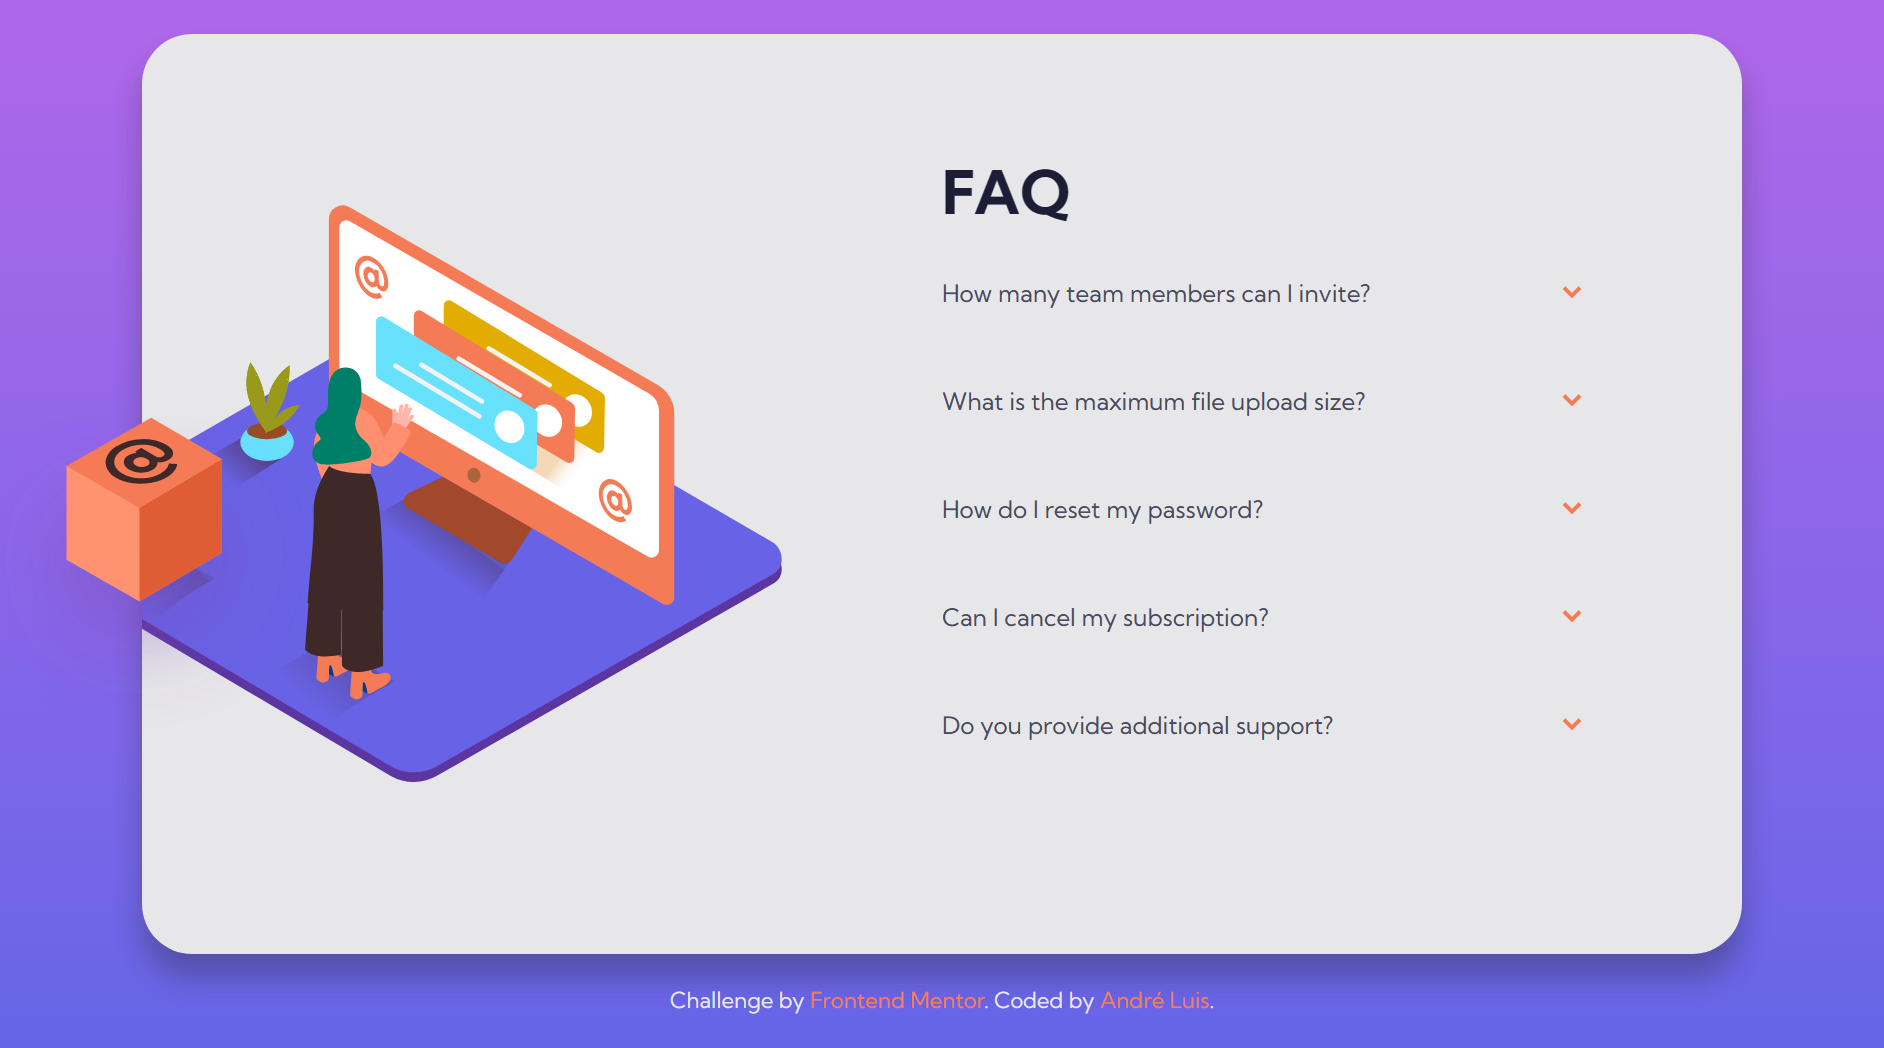 FAQ
How many team members can I invite?
What is the maximum file upload size?
How do I reset my password?
Can I cancel my subscription?
Do you provide additional support?
@
@
@
Challenge by Frontend Mentor. Coded by André Luis.